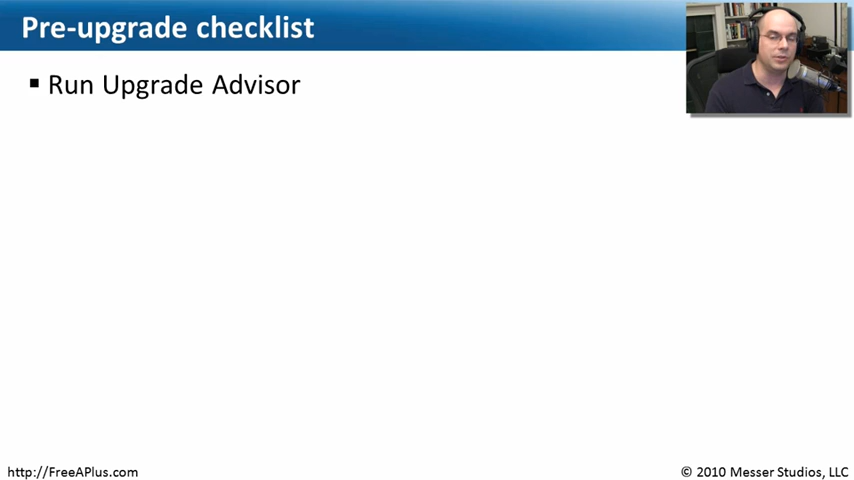 Pre-upgrade checklist
▪ Run Upgrade Advisor
http://FreeAPlus.com
© 2010 Messer Studios, LLC